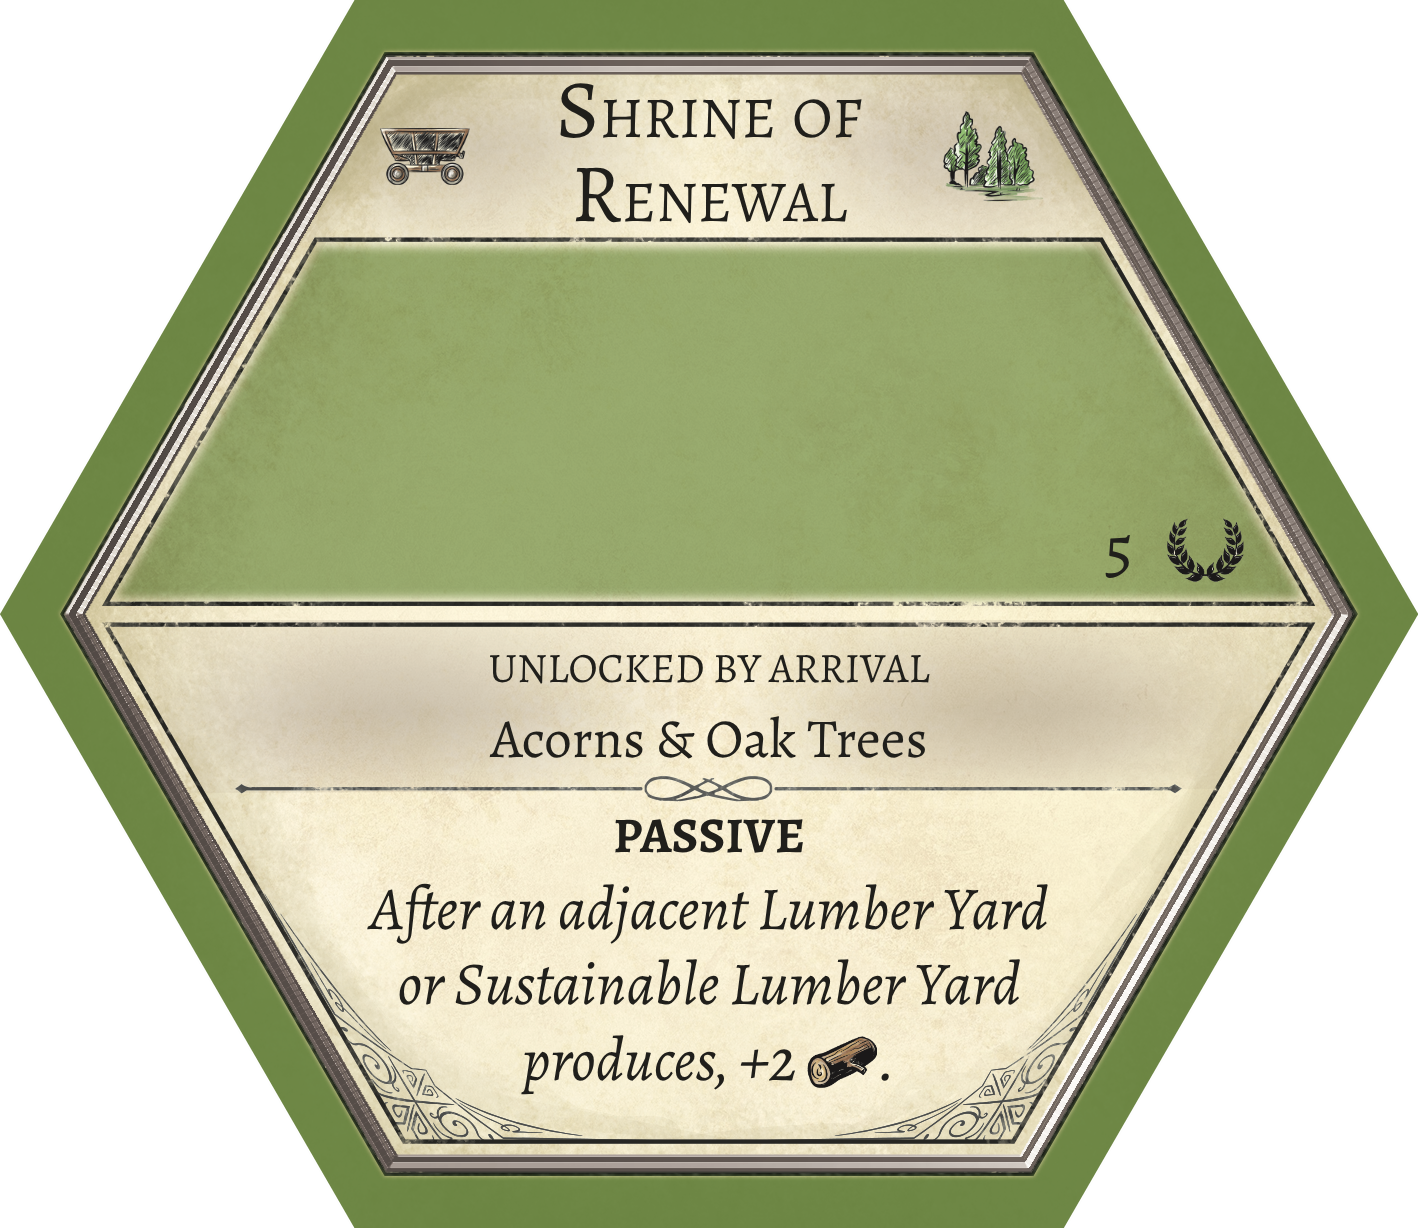 Shrine of
Renewal
5
UNLOCKED BY ARRIVAL
Acorns & Oak Trees
PASSIVE
After an adjacent Lumber Yard
or Sustainable Lumber Yard
produces, +2 .